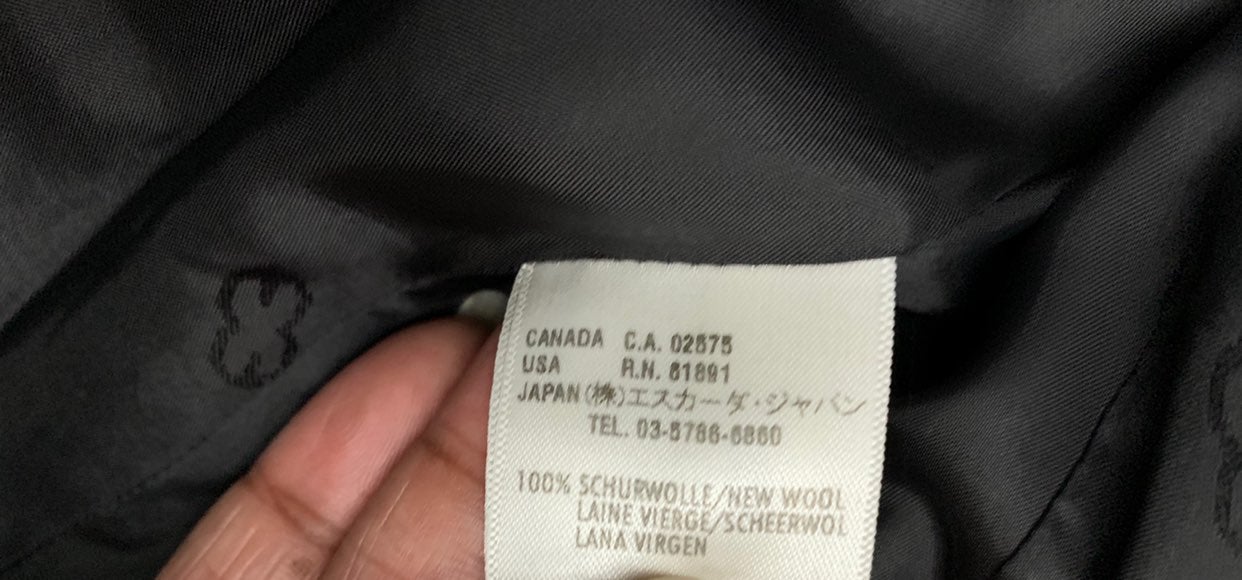 CANADA C.A. 02575
USA R.N. 81891
JAPAN (株)エスカーダ・ジャパン
TEL. 03-5786-6860
100% SCHURWOLLE/NEW WOOL
LAINE VIERGE/SCHEERWOL
LANA VIRGEN